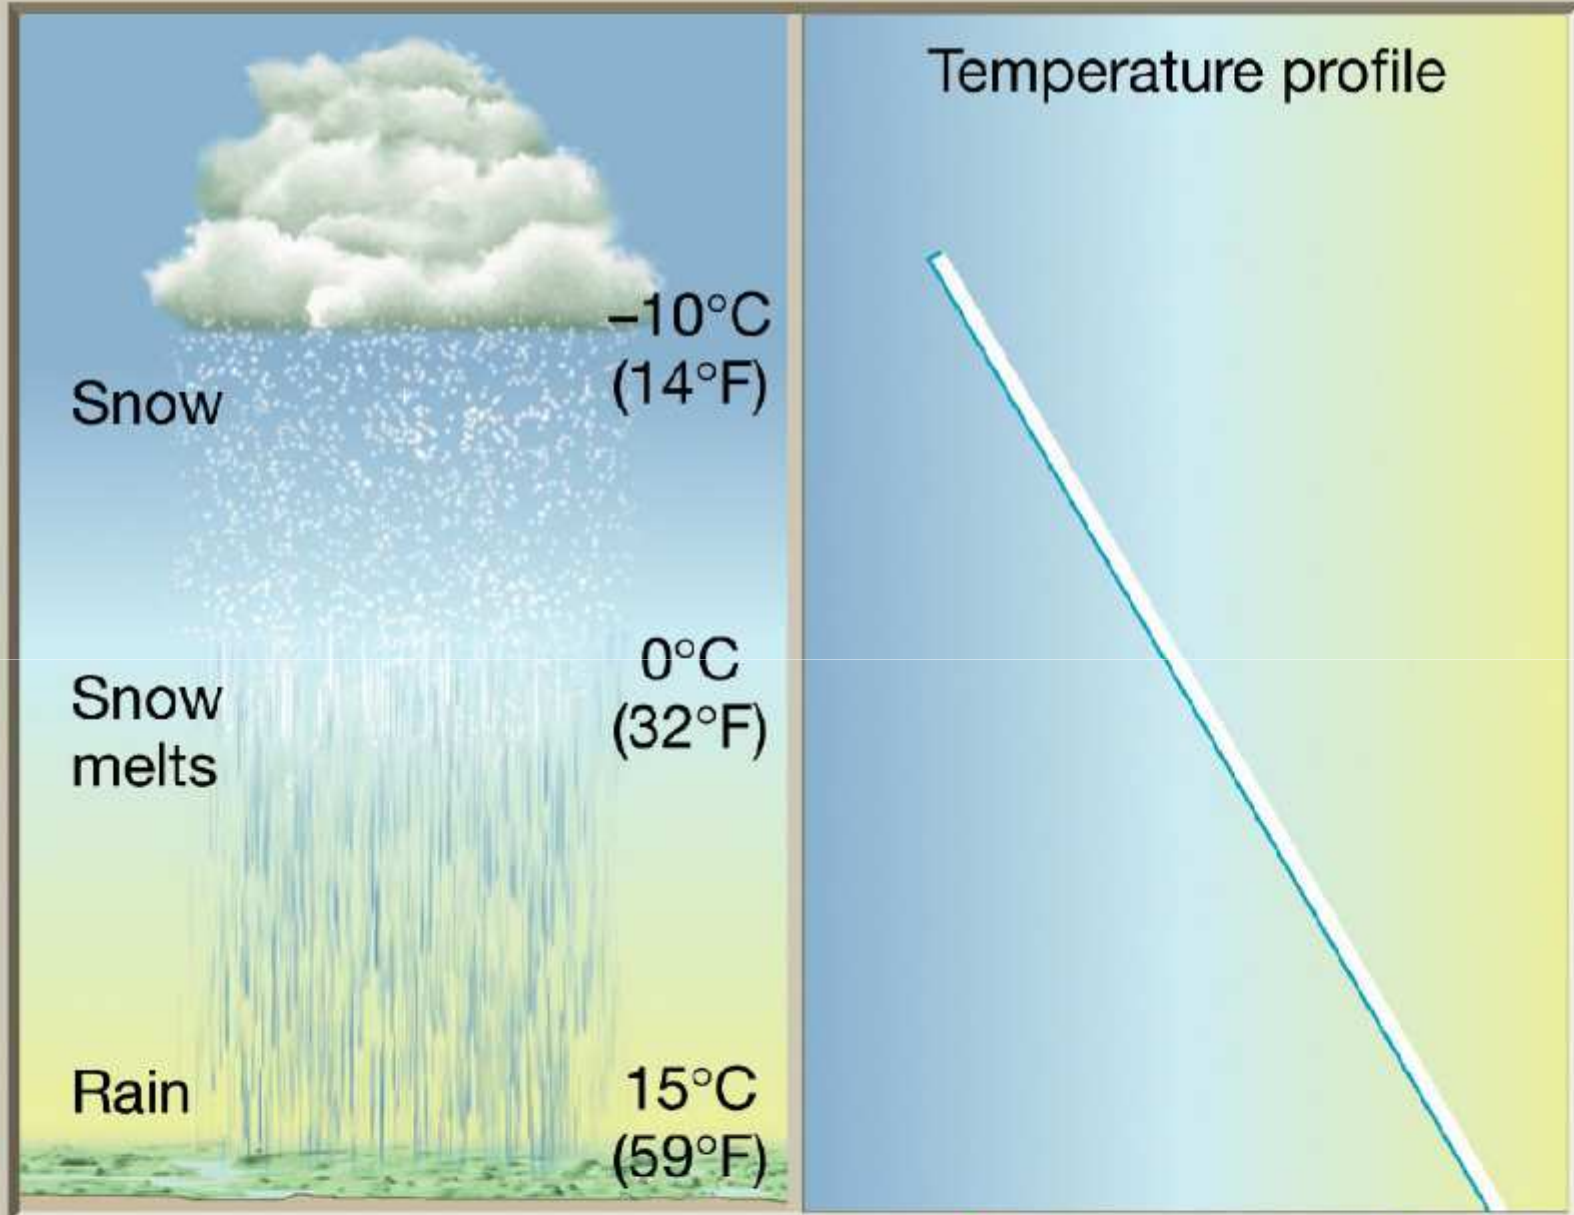 Temperature profile
–10°C
(14°F)
Snow
0°C
(32°F)
Snow
melts
Rain
15°C
(59°F)